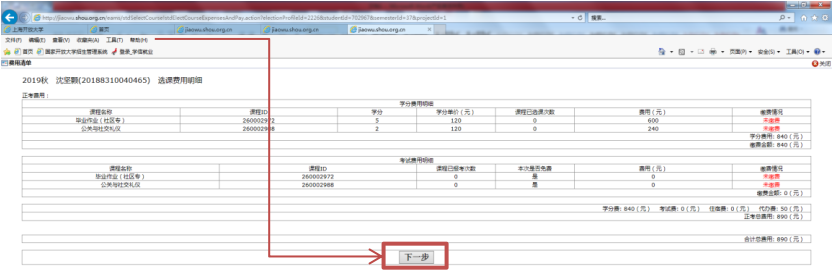 http://jiaowu.shou.org.cn/eams/stdSelectCourse!stdElectCourseExpensesAndPay.action?electionProfileId=2226&studentId=702967&semesterId=37&projectId=1
搜索...
上海开放大学
首页
jiaowu.shou.org.cn
jiaowu.shou.org.cn
jiaowu.shou.org.cn
文件(F) 编辑(E) 查看(V) 收藏夹(A) 工具(T) 帮助(H)
首页 国家开放大学招生管理系统 登录_学信就业
页面(P) 安全(S) 工具(O)
费用清单
关闭
2019秋 沈坚颗(20188310040465) 选课费用明细
正考费用：
学分费用明细
课程名称 课程ID 学分 学分单价（元） 课程已选课次数 费用（元） 缴费情况
毕业作业（社区专） 260002972 5 120 0 600 未缴费
公关与社交礼仪 260002988 2 120 0 240 未缴费
学分费用: 840（元）
缴费金额: 840（元）
考试费用明细
课程名称 课程ID 课程已报考次数 本次是否免费 费用（元） 缴费情况
毕业作业（社区专） 260002972 0 是 0 未缴费
公关与社交礼仪 260002988 0 是 0 未缴费
缴费金额: 0（元）
学分费: 840（元） 考试费: 0（元） 住宿费: 0（元） 代办费: 50（元）
正考总费用: 890（元）
合计总费用: 890（元）
下一步